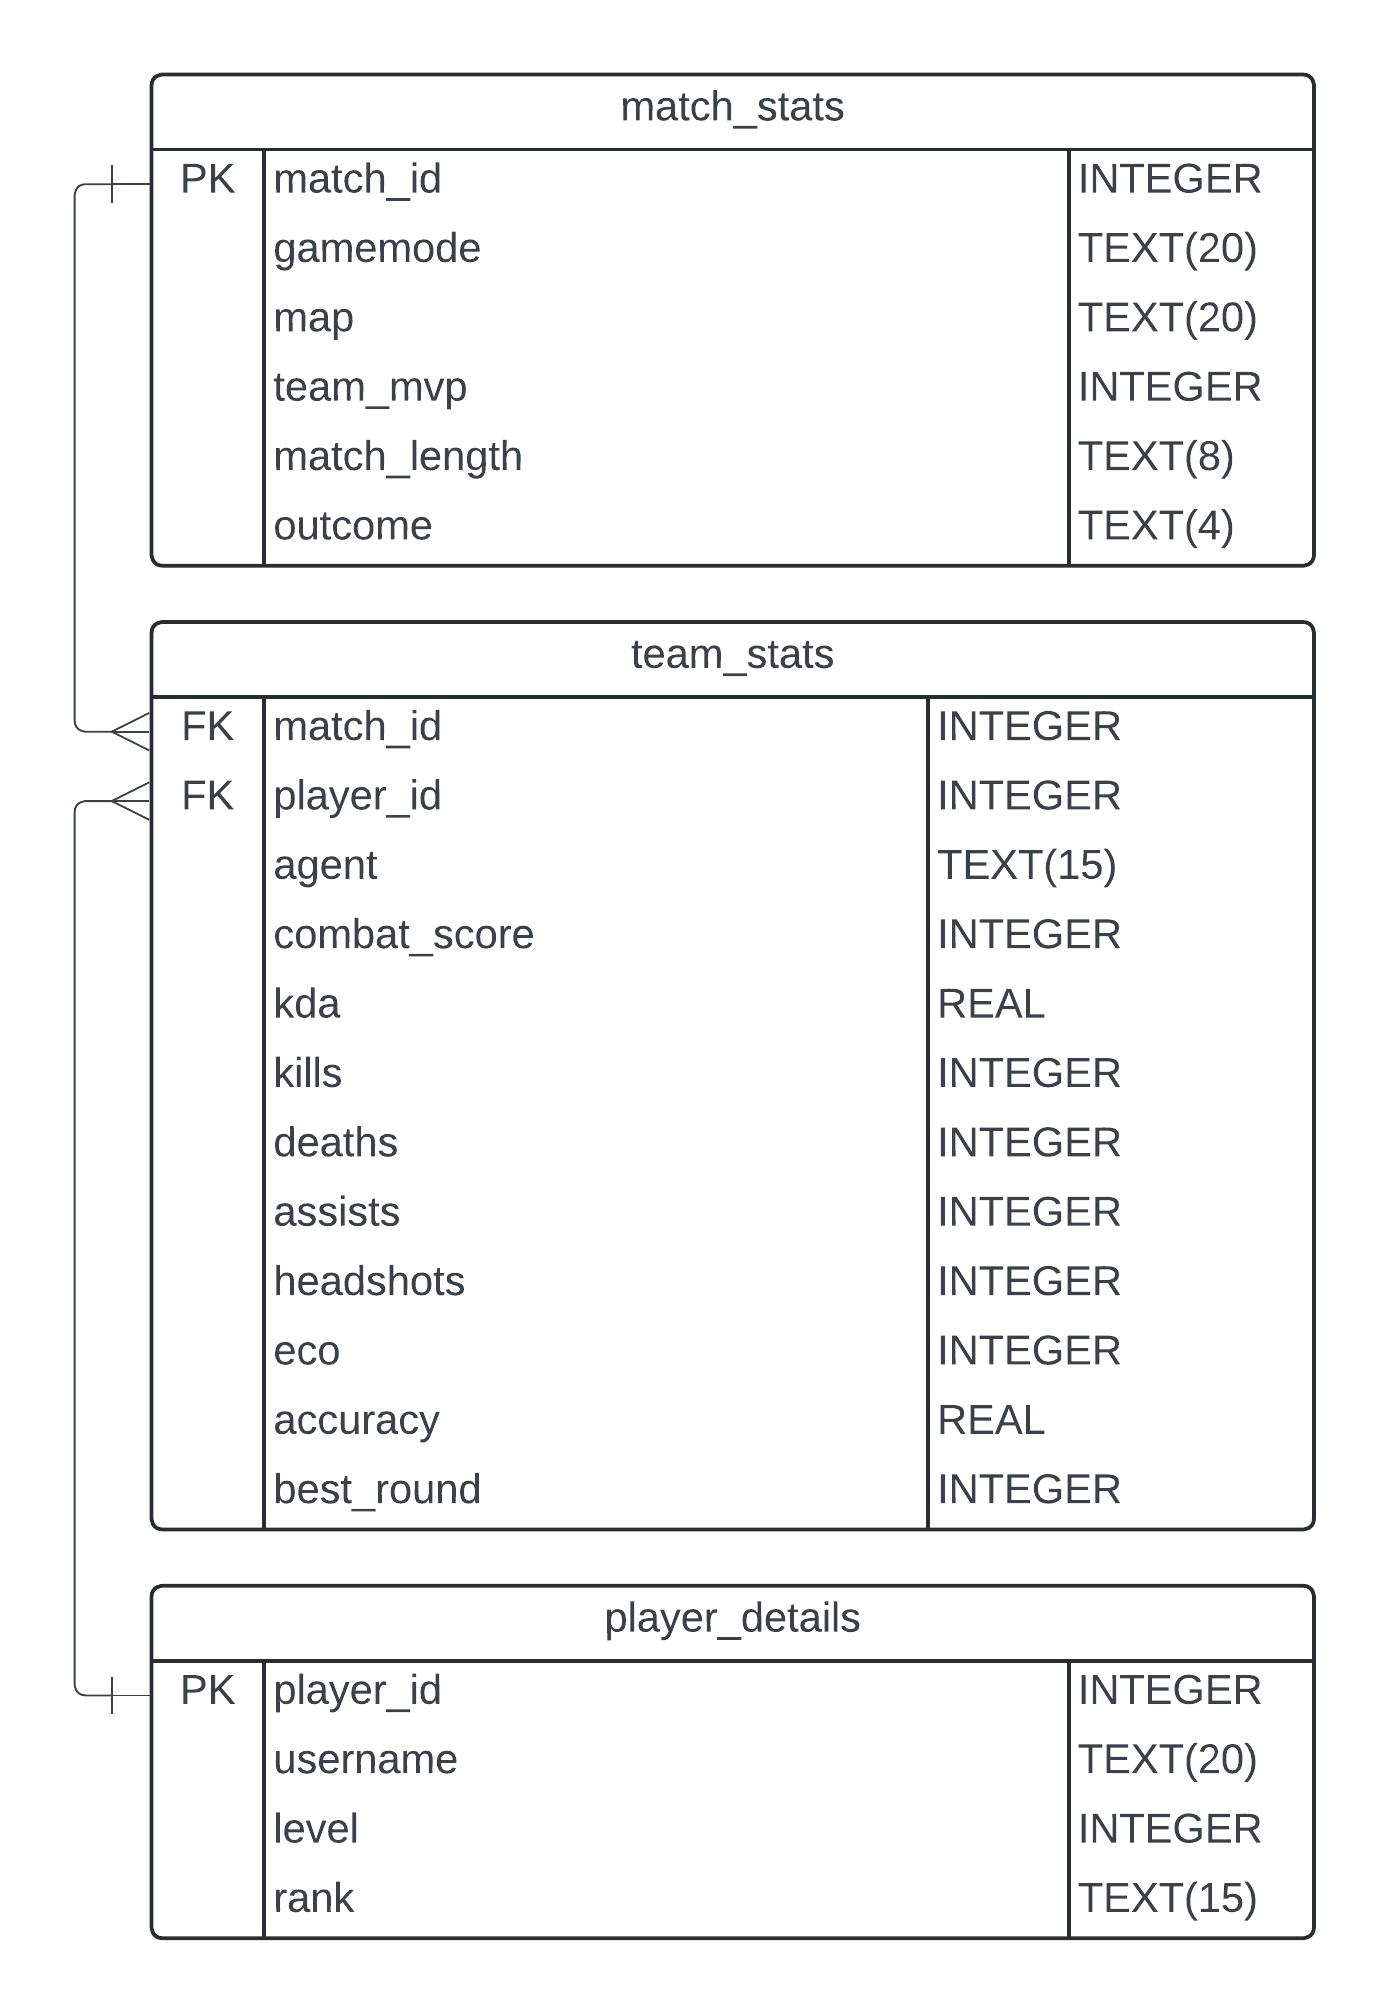 match_stats
PK match_id INTEGER
gamemode TEXT(20)
map TEXT(20)
team_mvp INTEGER
match_length TEXT(8)
outcome TEXT(4)
team_stats
FK match_id INTEGER
FK player_id INTEGER
agent TEXT(15)
combat_score INTEGER
kda REAL
kills INTEGER
deaths INTEGER
assists INTEGER
headshots INTEGER
eco INTEGER
accuracy REAL
best_round INTEGER
player_details
PK player_id INTEGER
username TEXT(20)
level INTEGER
rank TEXT(15)